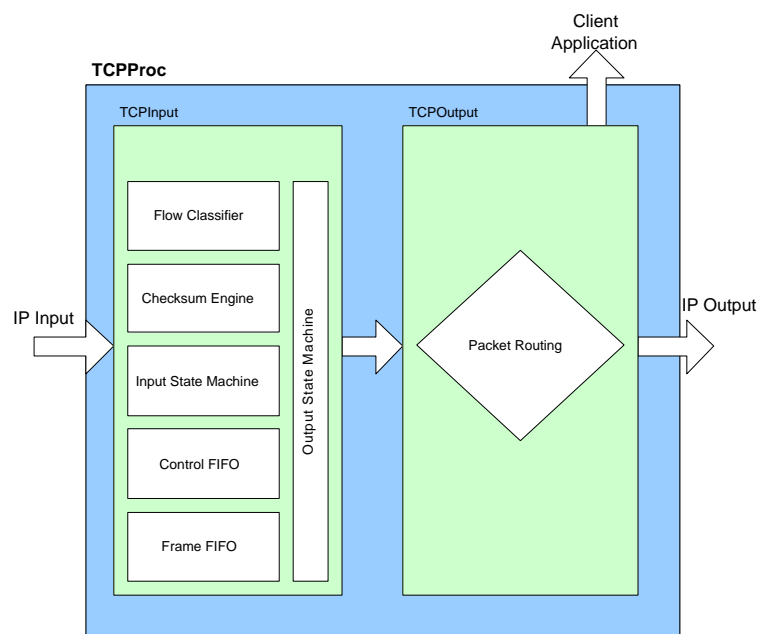 Client
Application
TCPProc
TCPInput
TCPOutput
Flow Classifier
Checksum Engine
IP Input
Input State Machine
Control FIFO
Frame FIFO
Output State Machine
Packet Routing
IP Output